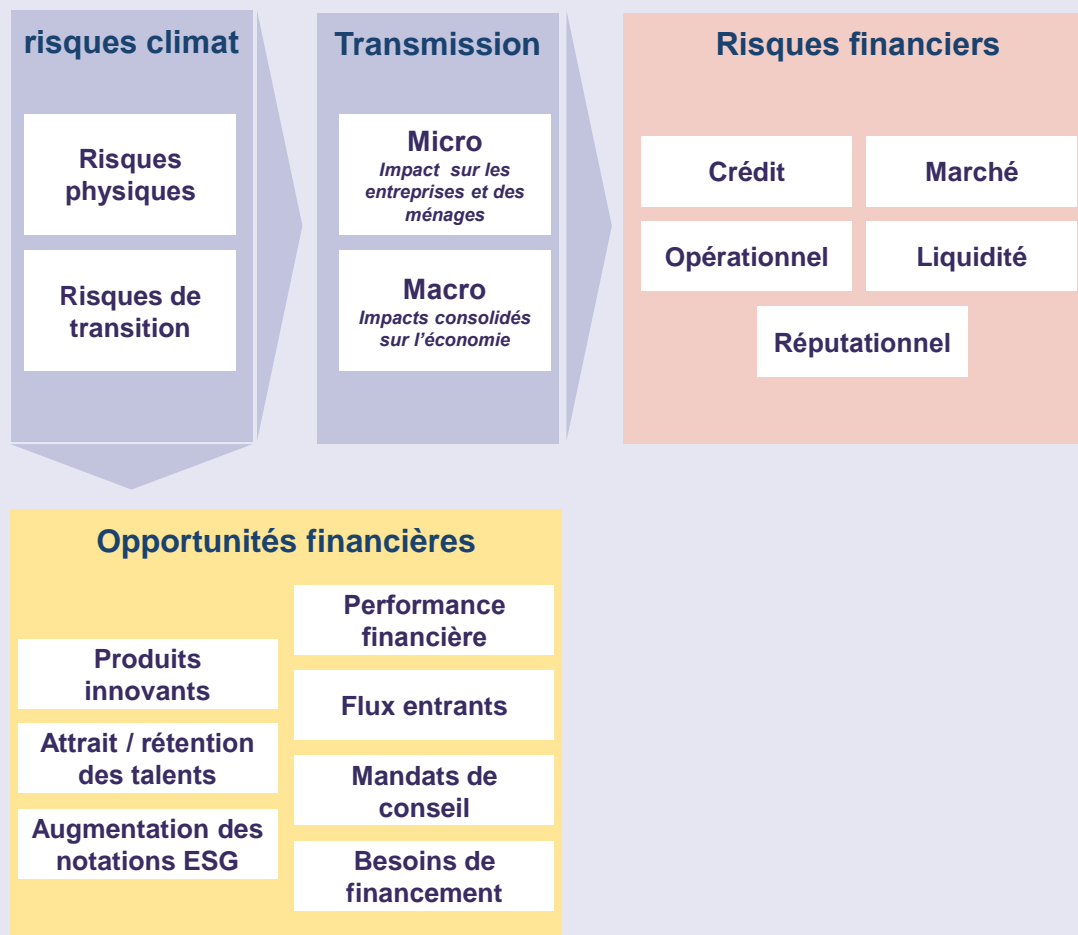 risques climat
Risques
physiques
Risques de
transition
Transmission
Micro
Impact sur les
entreprises et des
ménages
Macro
Impacts consolidés
sur l'économie
Risques financiers
Crédit
Marché
Opérationnel
Liquidité
Réputationnel
Opportunités financières
Produits
innovants
Attrait / rétention
des talents
Augmentation des
notations ESG
Performance
financière
Flux entrants
Mandats de
conseil
Besoins de
financement